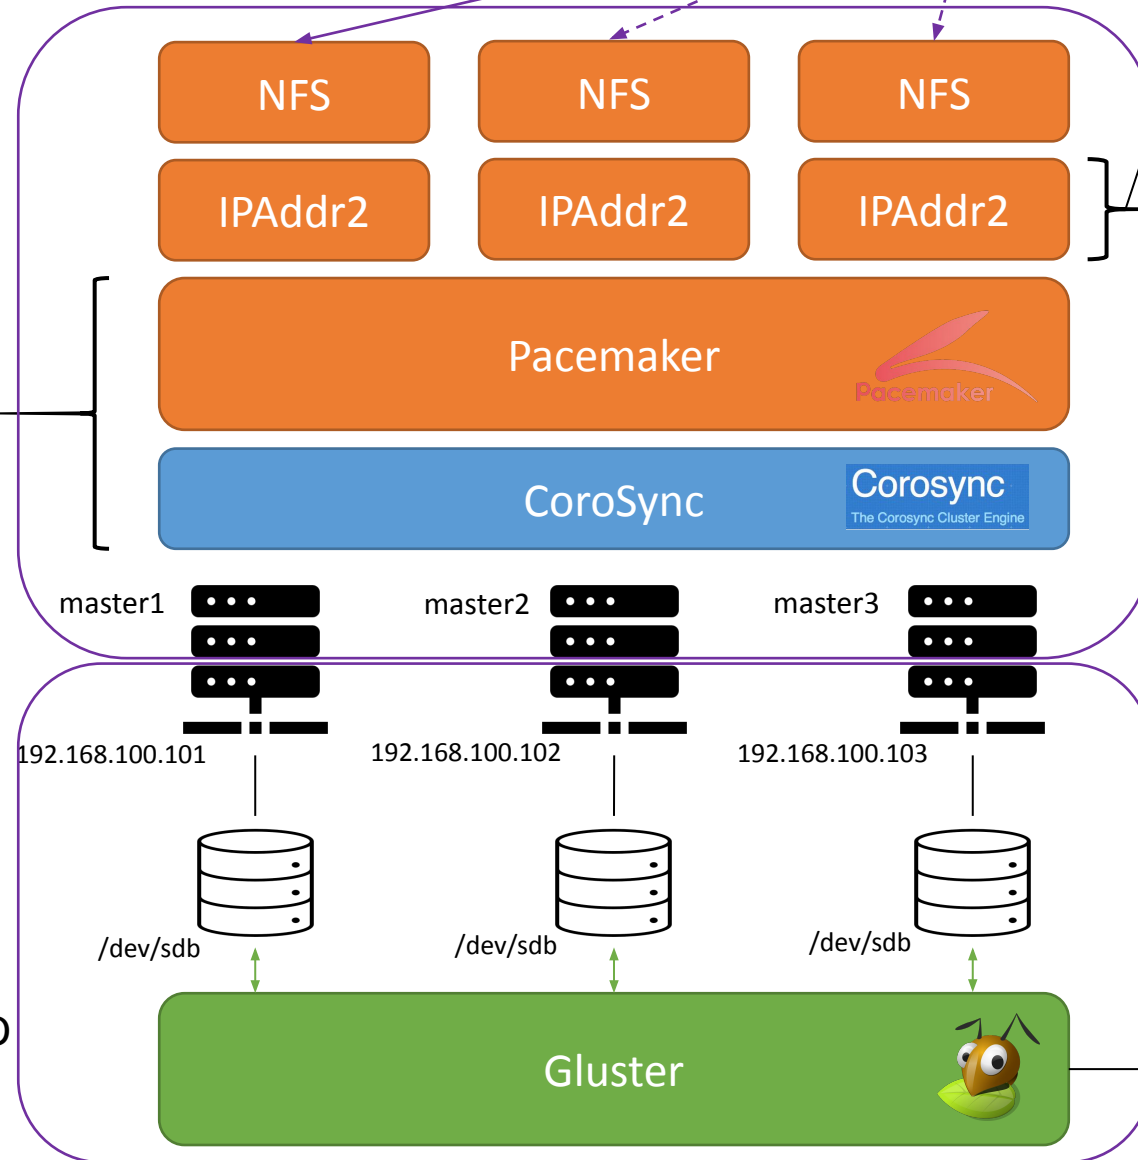 NFS
NFS
NFS
IPAddr2
IPAddr2
IPAddr2
Pacemaker
Pacemaker
CoroSync
Corosync
The Corosync Cluster Engine
master1
master2
master3
192.168.100.101
192.168.100.102
192.168.100.103
/dev/sdb
/dev/sdb
/dev/sdb
Gluster